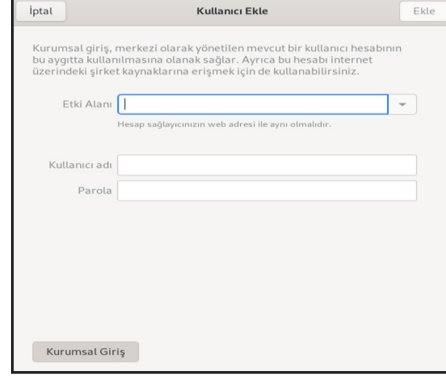 İptal
Kullanıcı Ekle
Ekle
Kurumsal giriş, merkezi olarak yönetilen mevcut bir kullanıcı hesabının
bu aygıtta kullanılmasına olanak sağlar. Ayrıca bu hesabı internet
üzerindeki şirket kaynaklarına erişmek için de kullanabilirsiniz.
Etki Alanı
Hesap sağlayıcınızın web adresi ile aynı olmalıdır.
Kullanıcı adı
Parola
Kurumsal Giriş